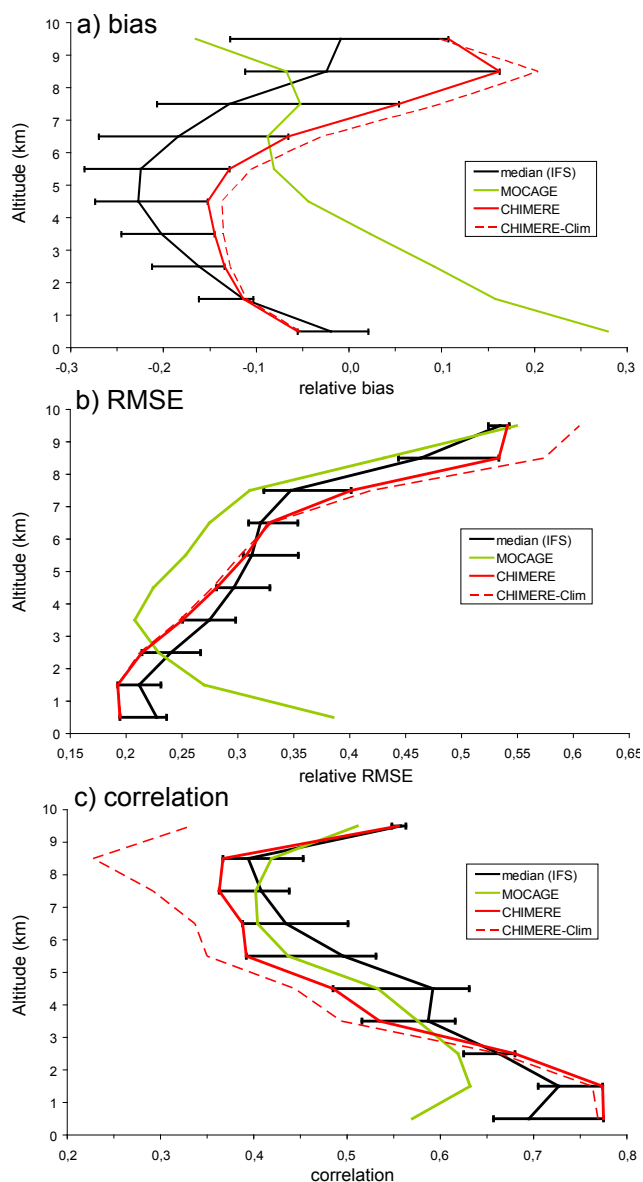 a) bias
10
9
8
7
6
5
4
3
2
1
0
Altitude (km)
median (IFS)
MOCAGE
CHIMERE
CHIMERE-Clim
-0,3 -0,2 -0,1 0,0 0,1 0,2 0,3
relative bias
b) RMSE
10
9
8
7
6
5
4
3
2
1
0
Altitude (km)
median (IFS)
MOCAGE
CHIMERE
CHIMERE-Clim
0,15 0,2 0,25 0,3 0,35 0,4 0,45 0,5 0,55 0,6 0,65
relative RMSE
c) correlation
10
9
8
7
6
5
4
3
2
1
0
Altitude (km)
median (IFS)
MOCAGE
CHIMERE
CHIMERE-Clim
0,2 0,3 0,4 0,5 0,6 0,7 0,8
correlation